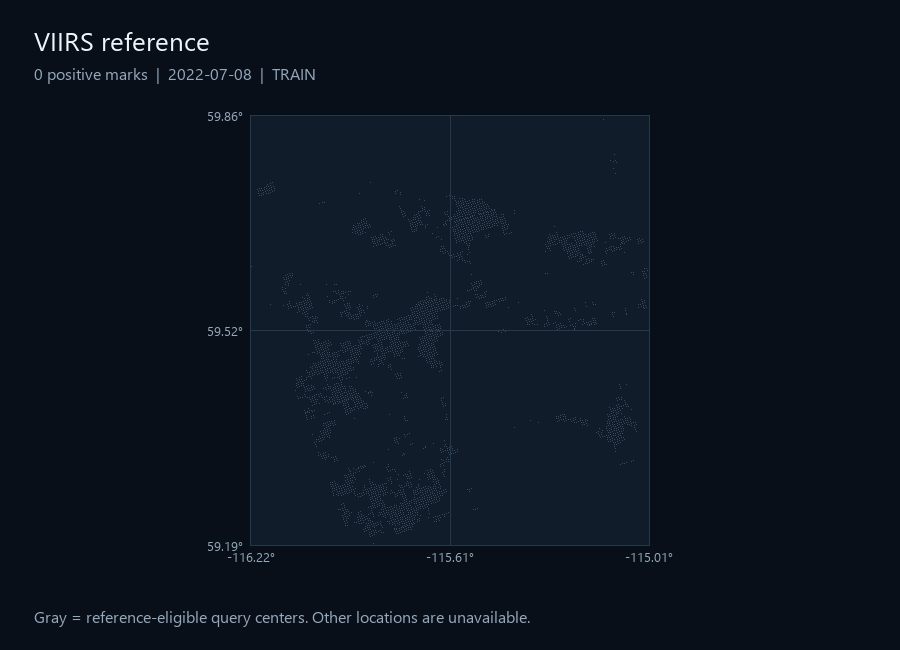 VIIRS reference
0 positive marks | 2022-07-08 | TRAIN
59.86°
59.52°
59.19°
-116.22°
-115.61°
-115.01°
Gray = reference-eligible query centers. Other locations are unavailable.